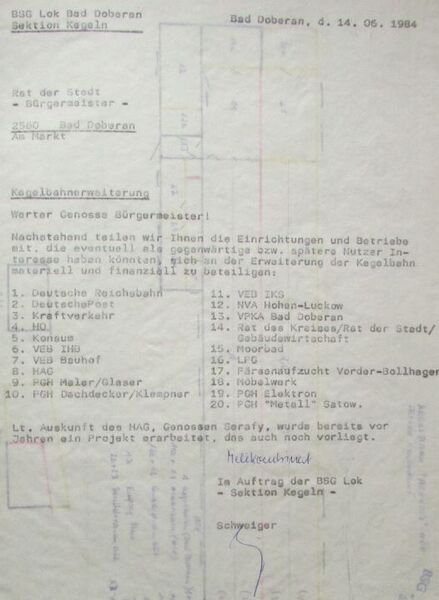 BSG Lok Bad Doberan
Bad Doberan, d. 14. 06. 1984
Sektion Kegeln
Rat der Stadt
- Bürgermeister -
2560 Bad Doberan
Am Markt
Kegelbahnerweiterung
Werter Genosse Bürgermeister!
Nachstehend teilen wir Ihnen die Einrichtungen und Betriebe
mit, die eventuell als gegenwärtige bzw. spätere Nutzer In-
teresse haben könnten, sich an der Erweiterung der Kegelbahn
materiell und finanziell zu beteiligen:
1. Deutsche Reichsbahn
2. DeutschePost
3. Kraftverkehr
4. HO
5. Konsum
6. VEB IHB
7. VEB Bauhof
8. HAG
9. PGH Maler/Glaser
10. PGH Dachdecker/Klempner
11. VEB IKS
12. NVA Hohen-Luckow
13. VPKA Bad Doberan
14. Rat des Kreises/Rat der Stadt/
Gebäudewirtschaft
15. Moorbad
16. LPG
17. Färsenaufzucht Vorder-Bollhagen
18. Möbelwerk
19. PGH Elektron
20. PGH "Metall" Satow.
Lt. Auskunft des HAG, Genossen Serafy, wurde bereits vor
Jahren ein Projekt erarbeitet, das auch noch vorliegt.
Im Auftrag der BSG Lok
- Sektion Kegeln -
Schweiger